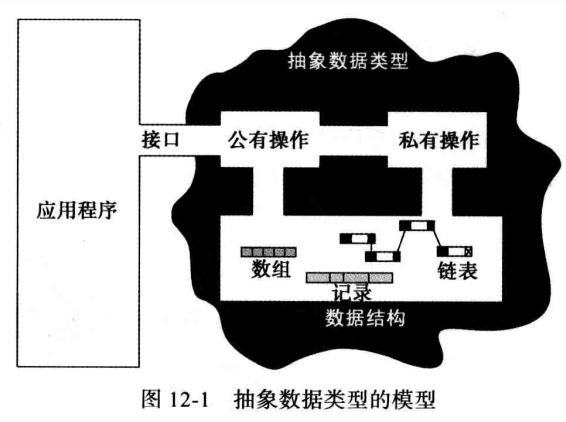 抽象数据类型
接口
公有操作
私有操作
应用程序
数组
链表
记录
数据结构
图 12-1 抽象数据类型的模型